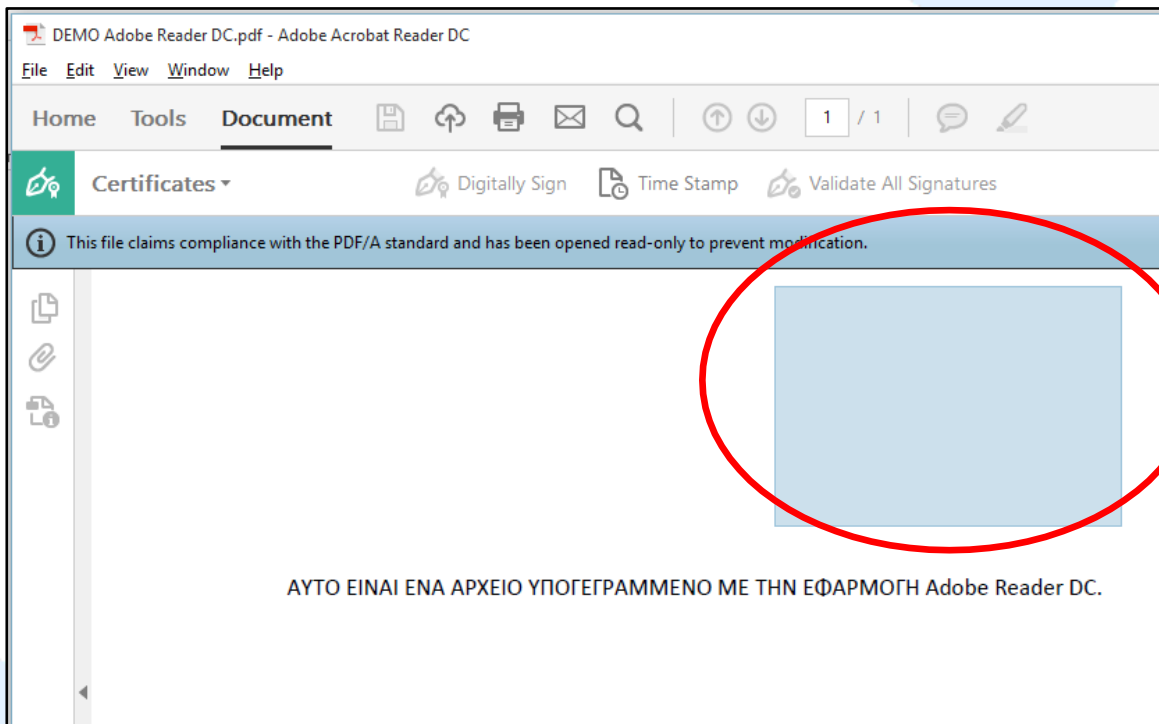 DEMO Adobe Reader DC.pdf - Adobe Acrobat Reader DC
File Edit View Window Help
Home Tools Document 1 / 1
Certificates Digitally Sign Time Stamp Validate All Signatures
This file claims compliance with the PDF/A standard and has been opened read-only to prevent modification.
ΑΥΤΟ ΕΙΝΑΙ ΕΝΑ ΑΡΧΕΙΟ ΥΠΟΓΕΓΡΑΜΜΕΝΟ ΜΕ ΤΗΝ ΕΦΑΡΜΟΓΗ Adobe Reader DC.